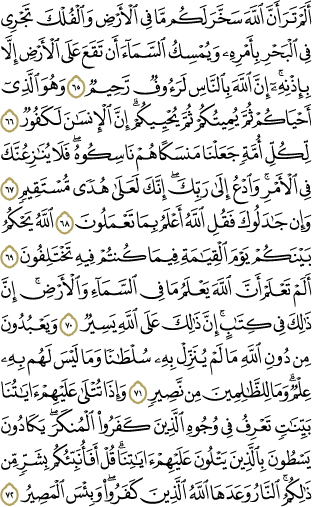 أَلَمْ تَرَ أَنَّ ٱللَّهَ سَخَّرَ لَكُم مَّا فِى ٱلْأَرْضِ وَٱلْفُلْكَ تَجْرِى
فِى ٱلْبَحْرِ بِأَمْرِهِۦ وَيُمْسِكُ ٱلسَّمَآءَ أَن تَقَعَ عَلَى ٱلْأَرْضِ إِلَّا
بِإِذْنِهِۦٓ ۗ إِنَّ ٱللَّهَ بِٱلنَّاسِ لَرَءُوفٌ رَّحِيمٌ ٦٥ وَهُوَ ٱلَّذِىٓ
أَحْيَاكُمْ ثُمَّ يُمِيتُكُمْ ثُمَّ يُحْيِيكُمْ ۗ إِنَّ ٱلْإِنسَـٰنَ لَكَفُورٌ ٦٦
لِّكُلِّ أُمَّةٍ جَعَلْنَا مَنسَكًا هُمْ نَاسِكُوهُ ۖ فَلَا يُنَـٰزِعُنَّكَ
فِى ٱلْأَمْرِ ۚ وَٱدْعُ إِلَىٰ رَبِّكَ ۖ إِنَّكَ لَعَلَىٰ هُدًى مُّسْتَقِيمٍ ٦٧
وَإِن جَـٰدَلُوكَ فَقُلِ ٱللَّهُ أَعْلَمُ بِمَا تَعْمَلُونَ ٦٨ ٱللَّهُ يَحْكُمُ
بَيْنَكُمْ يَوْمَ ٱلْقِيَـٰمَةِ فِيمَا كُنتُمْ فِيهِ تَخْتَلِفُونَ ٦٩
أَلَمْ تَعْلَمْ أَنَّ ٱللَّهَ يَعْلَمُ مَا فِى ٱلسَّمَآءِ وَٱلْأَرْضِ ۗ إِنَّ
ذَٰلِكَ فِى كِتَـٰبٍ ۚ إِنَّ ذَٰلِكَ عَلَى ٱللَّهِ يَسِيرٌ ٧٠ وَيَعْبُدُونَ
مِن دُونِ ٱللَّهِ مَا لَمْ يُنَزِّلْ بِهِۦ سُلْطَـٰنًا وَمَا لَيْسَ لَهُم بِهِۦ
عِلْمٌ ۗ وَمَا لِلظَّـٰلِمِينَ مِن نَّصِيرٍ ٧١ وَإِذَا تُتْلَىٰ عَلَيْهِمْ ءَايَـٰتُنَا
بَيِّنَـٰتٍ تَعْرِفُ فِى وُجُوهِ ٱلَّذِينَ كَفَرُوا۟ ٱلْمُنكَرَ ۖ يَكَادُونَ
يَسْطُونَ بِٱلَّذِينَ يَتْلُونَ عَلَيْهِمْ ءَايَـٰتِنَا ۗ قُلْ أَفَأُنَبِّئُكُم بِشَرٍّ مِّن
ذَٰلِكُمُ ۗ ٱلنَّارُ وَعَدَهَا ٱللَّهُ ٱلَّذِينَ كَفَرُوا۟ ۖ وَبِئْسَ ٱلْمَصِيرُ ٧٢